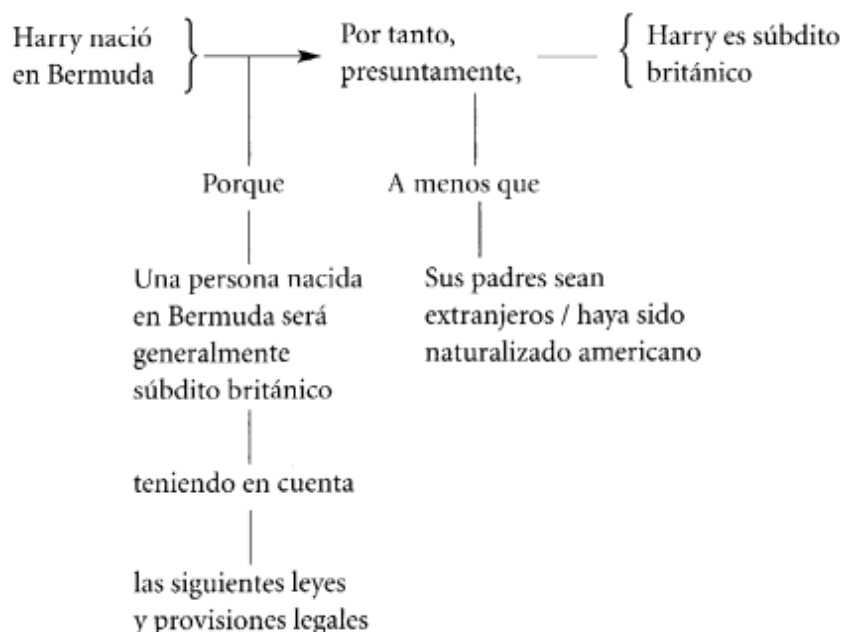 Harry nació
en Bermuda
Por tanto,
presuntamente,
Harry es súbdito
británico
Porque
A menos que
Una persona nacida
en Bermuda será
generalmente
súbdito británico
Sus padres sean
extranjeros / haya sido
naturalizado americano
teniendo en cuenta
las siguientes leyes
y provisiones legales